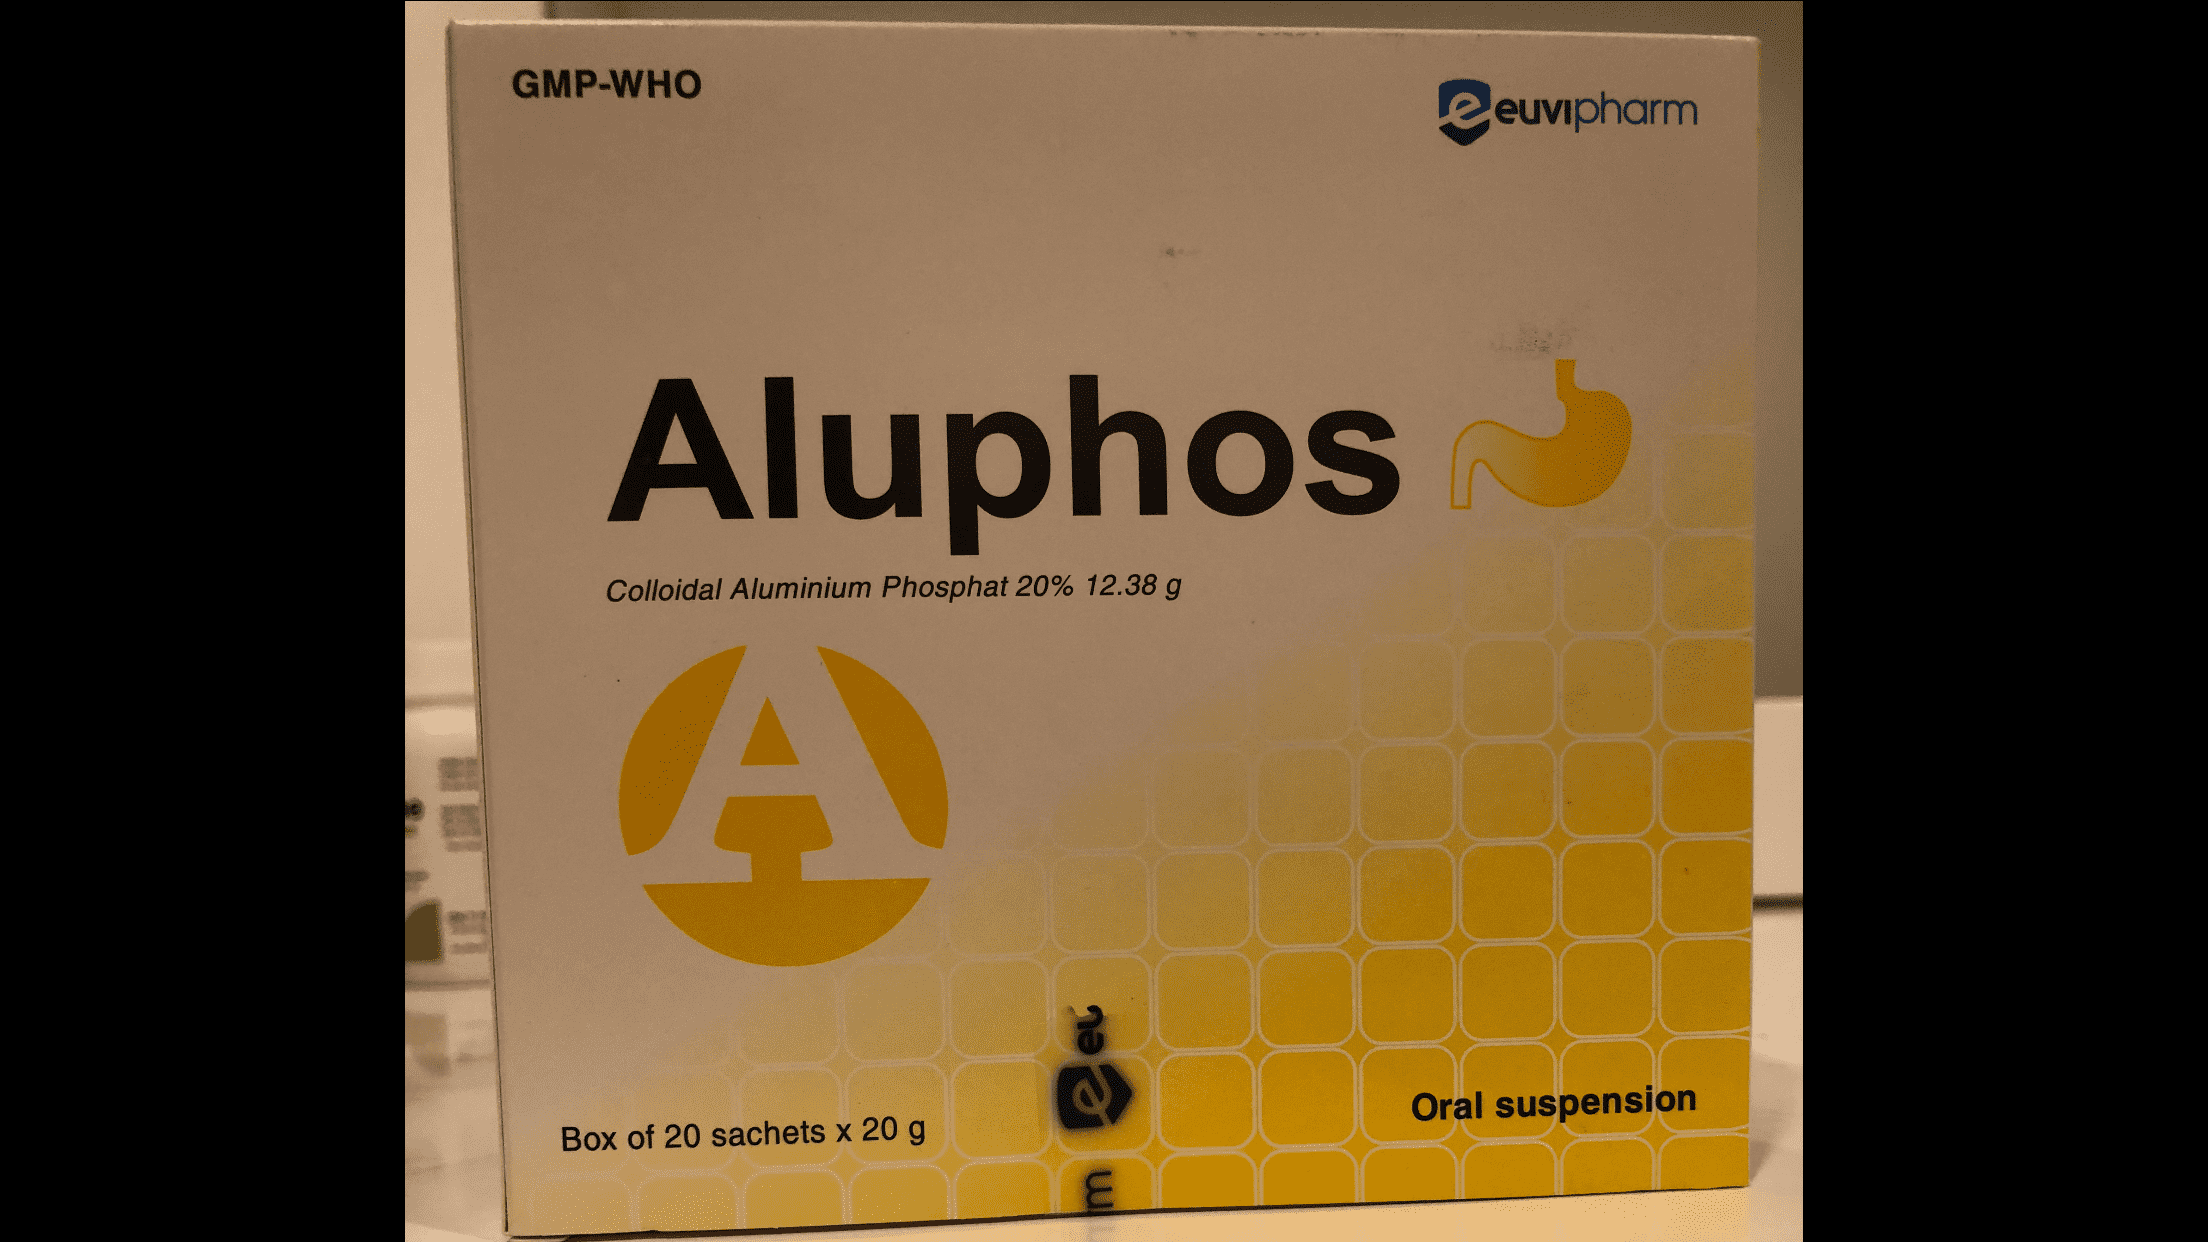 GMP-WHO
euvipharm
Aluphos
Colloidal Aluminium Phosphat 20% 12.38 g
A
Box of 20 sachets x 20 g
Oral suspension